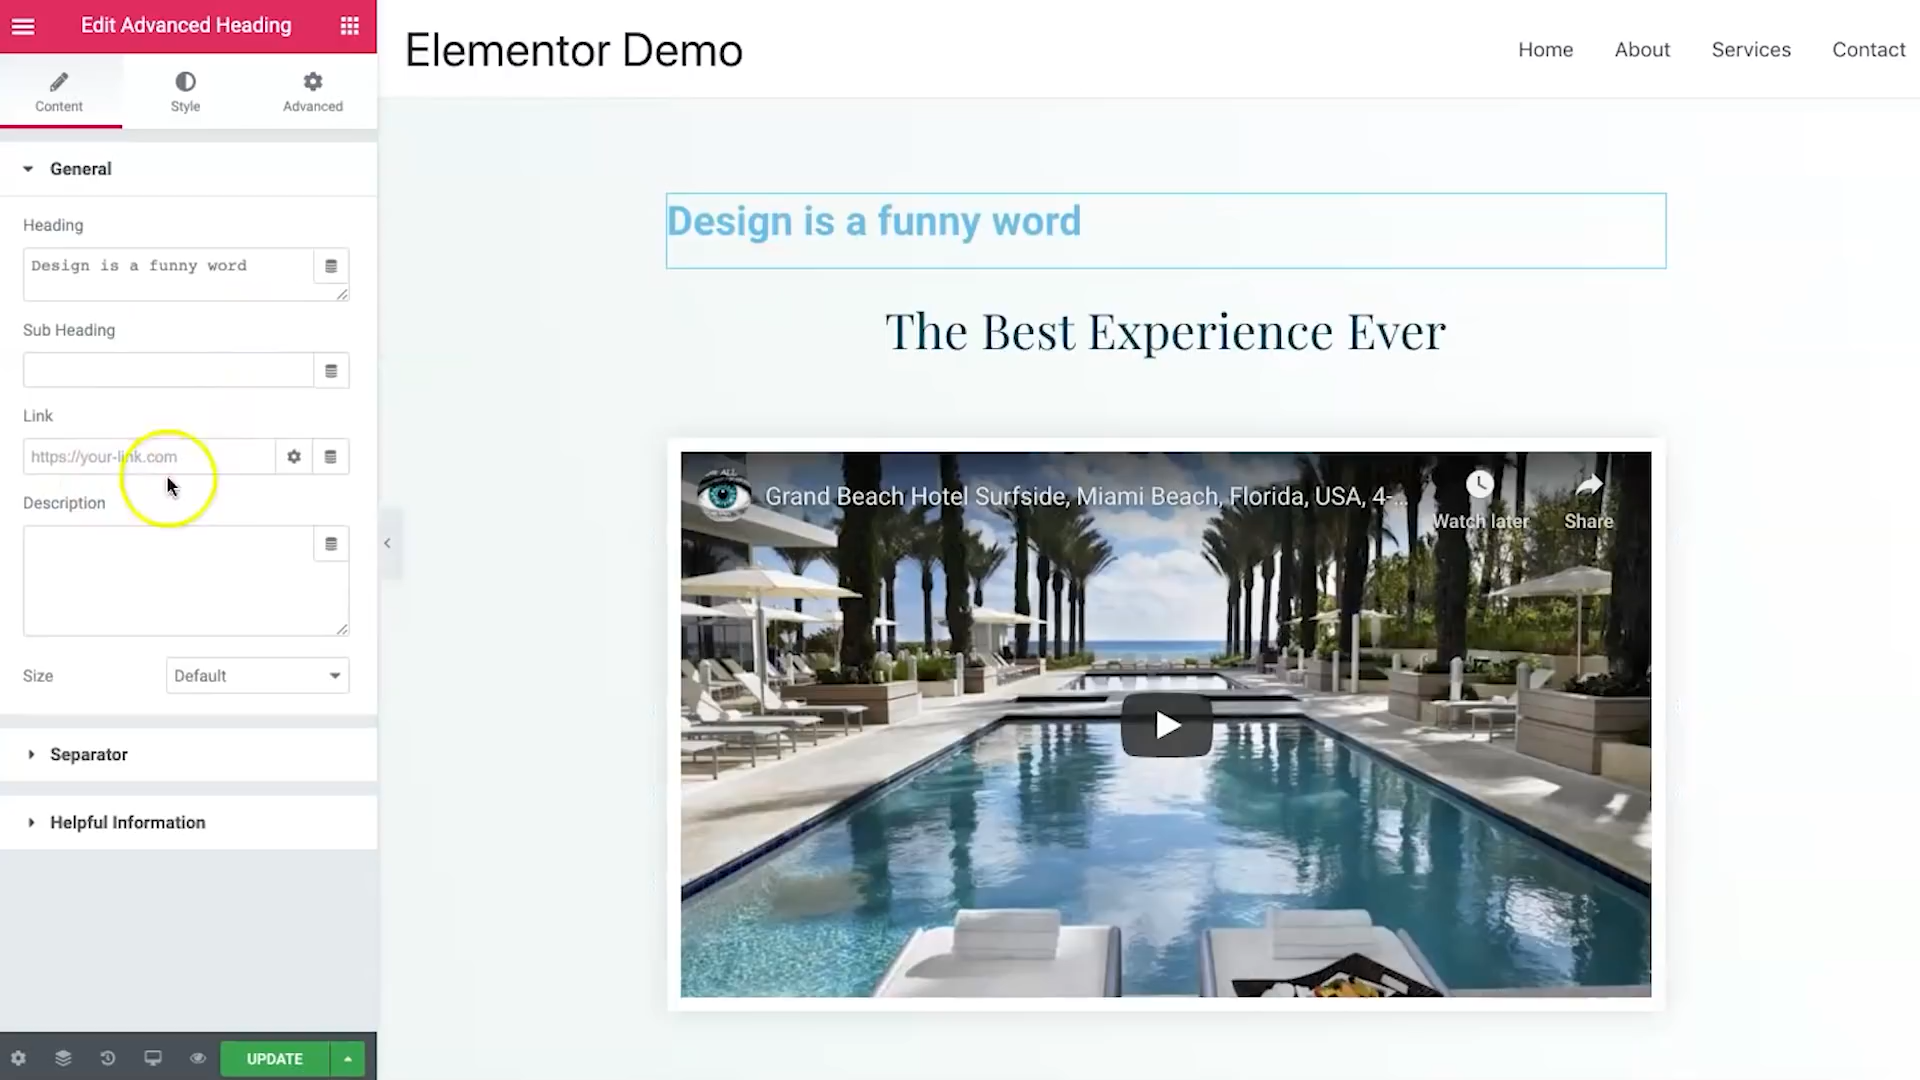 Edit Advanced Heading
Content
Style
Advanced
General
Heading
Design is a funny word
Sub Heading
Link
https://your-link.com
Description
Size
Default
Separator
Helpful Information
UPDATE
Elementor Demo
Home
About
Services
Contact
Design is a funny word
The Best Experience Ever
ALL
Grand Beach Hotel Surfside, Miami Beach, Florida, USA, 4-...
Watch later
Share